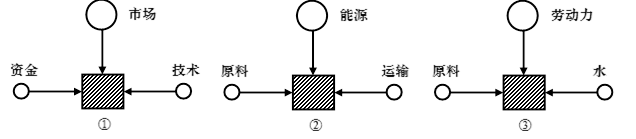 市场 能源 劳动力
资金 技术 原料 运输 原料 水
① ② ③